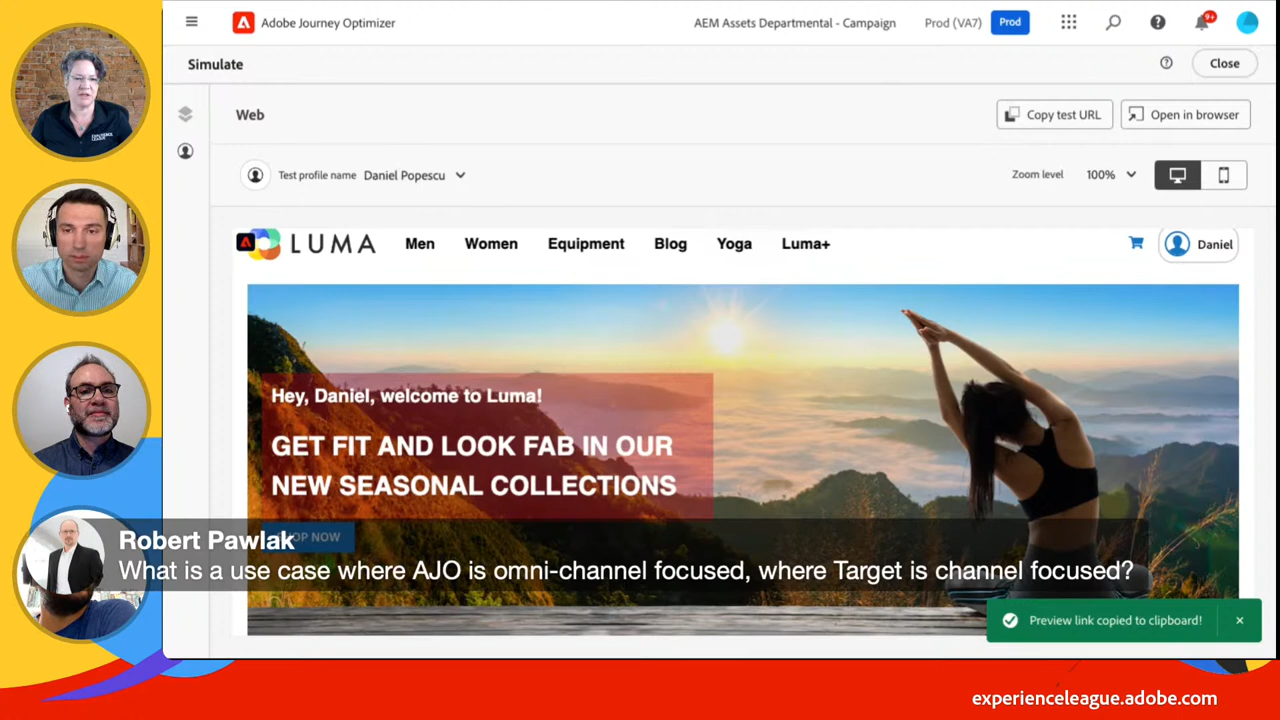 Adobe Journey Optimizer
AEM Assets Departmental - Campaign
Prod (VA7)
Prod
9+
Simulate
Close
Web
Copy test URL
Open in browser
Test profile name Daniel Popescu
Zoom level 100%
LUMA
Men
Women
Equipment
Blog
Yoga
Luma+
Daniel
Hey, Daniel, welcome to Luma!
GET FIT AND LOOK FAB IN OUR
NEW SEASONAL COLLECTIONS
Robert Pawlak
What is a use case where AJO is omni-channel focused, where Target is channel focused?
Preview link copied to clipboard!
experienceleague.adobe.com